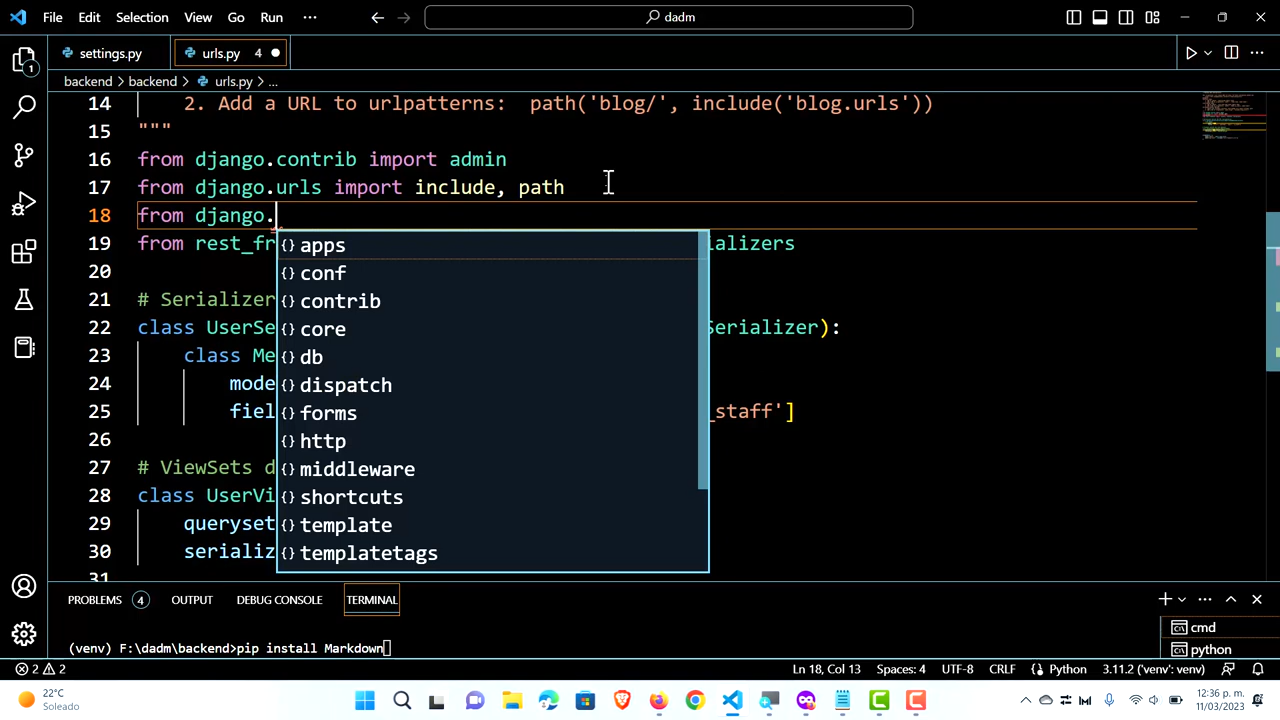 File Edit Selection View Go Run ··· dadm
settings.py urls.py 4
backend > backend > urls.py > ...
14 2. Add a URL to urlpatterns:  path('blog/', include('blog.urls'))
15 """
16 from django.contrib import admin
17 from django.urls import include, path
18 from django.
19 from rest_fr ializers
20
21 # Serializer
22 class UserSe Serializer):
23 class Me
24 mode
25 fiel _staff']
26
27 # ViewSets d
28 class UserVi
29 queryset
30 serializ
31
{} apps
{} conf
{} contrib
{} core
{} db
{} dispatch
{} forms
{} http
{} middleware
{} shortcuts
{} template
{} templatetags
PROBLEMS 4 OUTPUT DEBUG CONSOLE TERMINAL
(venv) F:\dadm\backend>pip install Markdown
cmd
python
2 2 Ln 18, Col 13 Spaces: 4 UTF-8 CRLF Python 3.11.2 ('venv': venv)
22°C
Soleado
12:36 p. m.
11/03/2023